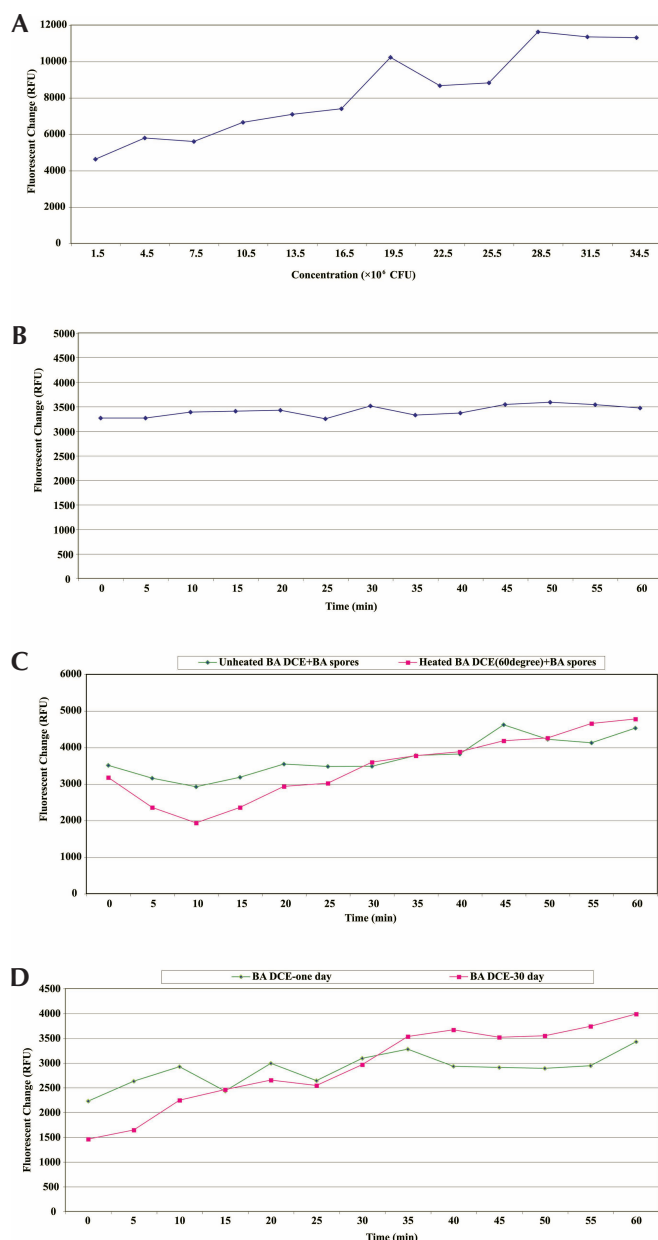 A
12000
10000
8000
6000
4000
2000
0
Fluorescent Change (RFU)
1.5 4.5 7.5 10.5 13.5 16.5 19.5 22.5 25.5 28.5 31.5 34.5
Concentration (×10⁶ CFU)
B
5000
4500
4000
3500
3000
2500
2000
1500
1000
500
0
Fluorescent Change (RFU)
0 5 10 15 20 25 30 35 40 45 50 55 60
Time (min)
C
Unheated BA DCE+BA spores Heated BA DCE(60degree)+BA spores
6000
5000
4000
3000
2000
1000
0
Fluorescent Change (RFU)
0 5 10 15 20 25 30 35 40 45 50 55 60
Time (min)
D
BA DCE-one day BA DCE-30 day
4500
4000
3500
3000
2500
2000
1500
1000
500
0
Fluorescent Change (RFU)
0 5 10 15 20 25 30 35 40 45 50 55 60
Time (min)